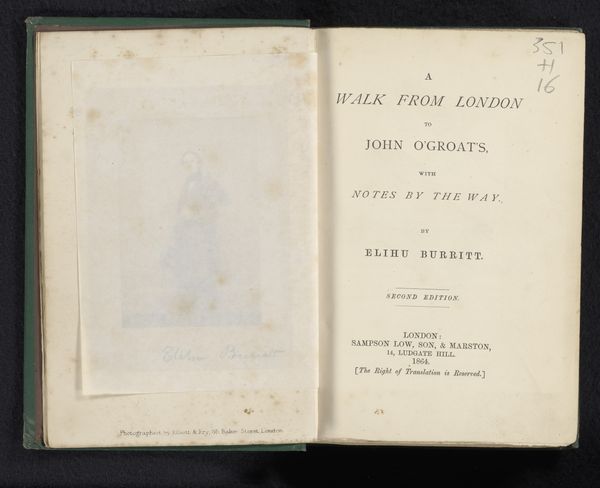 Elihu Burritt
Photographed by Elliott & Fry, 55, Baker Street, London.
351
H
16
A
WALK FROM LONDON
TO
JOHN O'GROAT'S,
WITH
NOTES BY THE WAY.
BY
ELIHU BURRITT.
SECOND EDITION.
LONDON:
SAMPSON LOW, SON, & MARSTON,
14, LUDGATE HILL.
1864.
[The Right of Translation is Reserved.]